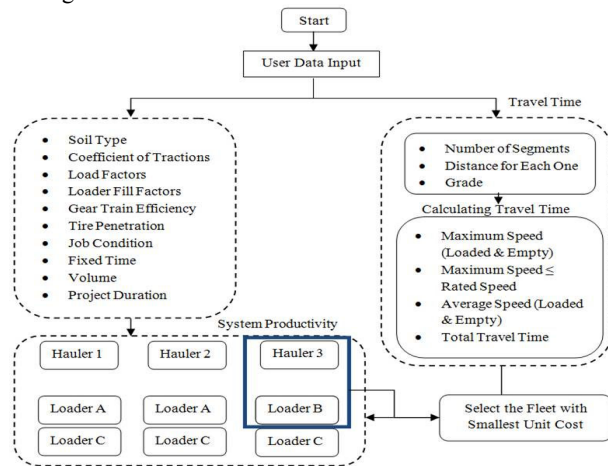 Start
User Data Input
Travel Time
Soil Type
Coefficient of Tractions
Load Factors
Loader Fill Factors
Gear Train Efficiency
Tire Penetration
Job Condition
Fixed Time
Volume
Project Duration
Number of Segments
Distance for Each One
Grade
Calculating Travel Time
Maximum Speed
(Loaded & Empty)
Maximum Speed ≤
Rated Speed
Average Speed (Loaded
& Empty)
Total Travel Time
System Productivity
Hauler 1
Hauler 2
Hauler 3
Loader A
Loader A
Loader B
Loader C
Loader C
Loader C
Select the Fleet with
Smallest Unit Cost